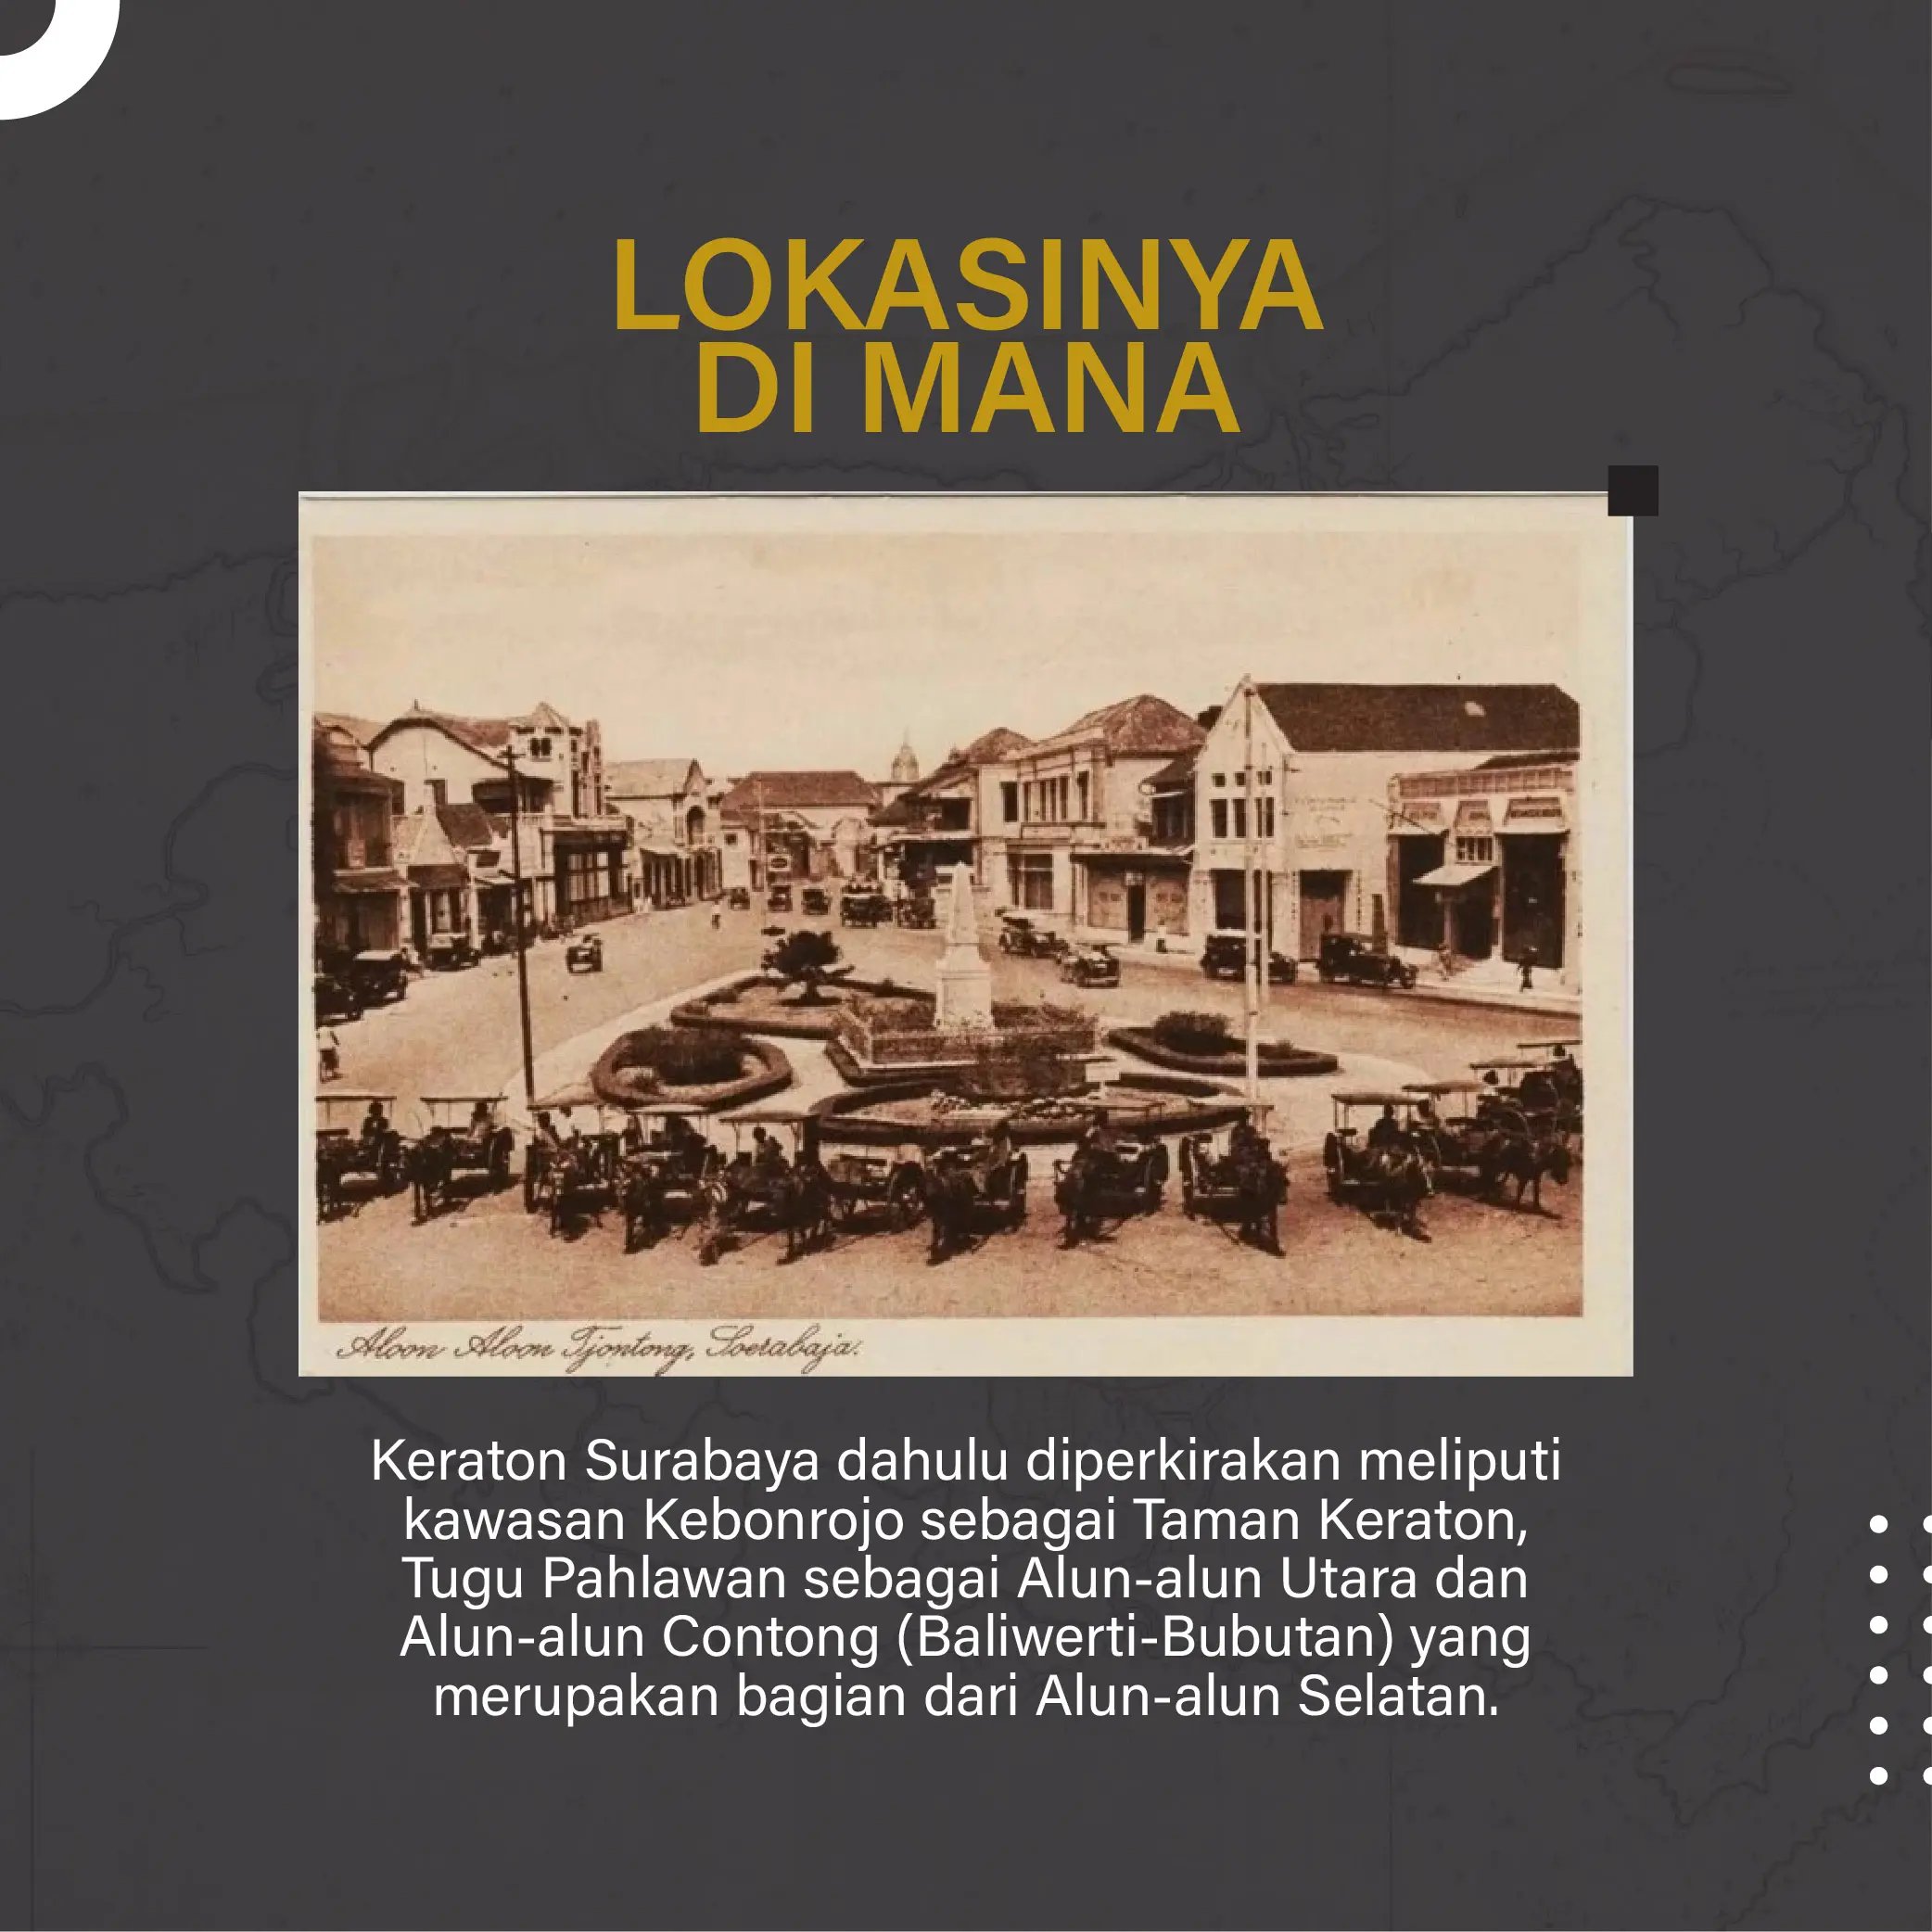 LOKASINYA
DI MANA
Aloon Aloon Tjontong, Soerabaja.
Keraton Surabaya dahulu diperkirakan meliputi
kawasan Kebonrojo sebagai Taman Keraton,
Tugu Pahlawan sebagai Alun-alun Utara dan
Alun-alun Contong (Baliwerti-Bubutan) yang
merupakan bagian dari Alun-alun Selatan.